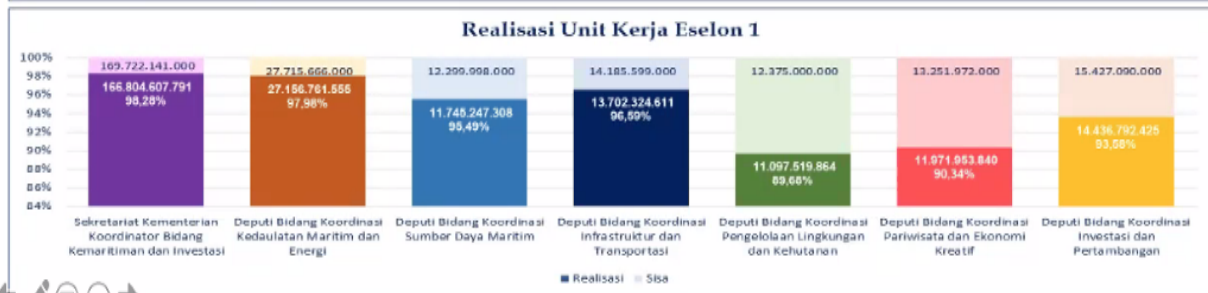 Realisasi Unit Kerja Eselon 1
100%
98%
96%
94%
92%
90%
88%
86%
84%
169.722.141.000
166.804.607.791
98,28%
27.715.666.000
27.156.761.555
97,98%
12.299.998.000
11.745.247.308
95,49%
14.185.599.000
13.702.324.611
96,59%
12.375.000.000
11.097.519.864
89,68%
13.251.972.000
11.971.953.840
90,34%
15.427.090.000
14.436.792.425
93,58%
Sekretariat Kementerian
Koordinator Bidang
Kemaritiman dan Investasi
Deputi Bidang Koordinasi
Kedaulatan Maritim dan
Energi
Deputi Bidang Koordinasi
Sumber Daya Maritim
Deputi Bidang Koordinasi
Infrastruktur dan
Transportasi
Deputi Bidang Koordinasi
Pengelolaan Lingkungan
dan Kehutanan
Deputi Bidang Koordinasi
Pariwisata dan Ekonomi
Kreatif
Deputi Bidang Koordinasi
Investasi dan
Pertambangan
Realisasi Sisa